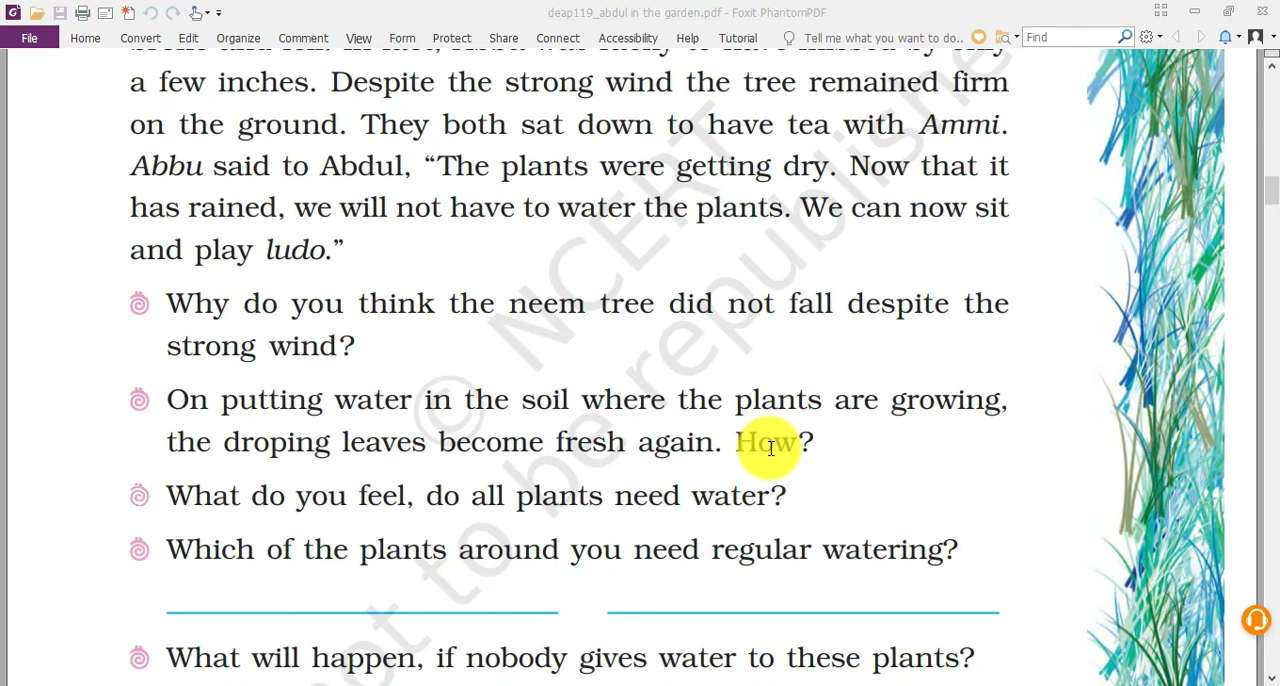 deap119_abdul in the garden.pdf - Foxit PhantomPDF
File Home Convert Edit Organize Comment View Form Protect Share Connect Accessibility Help Tutorial Tell me what you want to do.. Find
a few inches. Despite the strong wind the tree remained firm
on the ground. They both sat down to have tea with Ammi.
Abbu said to Abdul, “The plants were getting dry. Now that it
has rained, we will not have to water the plants. We can now sit
and play ludo.”
Why do you think the neem tree did not fall despite the
strong wind?
On putting water in the soil where the plants are growing,
the droping leaves become fresh again. How?
What do you feel, do all plants need water?
Which of the plants around you need regular watering?
What will happen, if nobody gives water to these plants?
© NCERT
not to be republishe